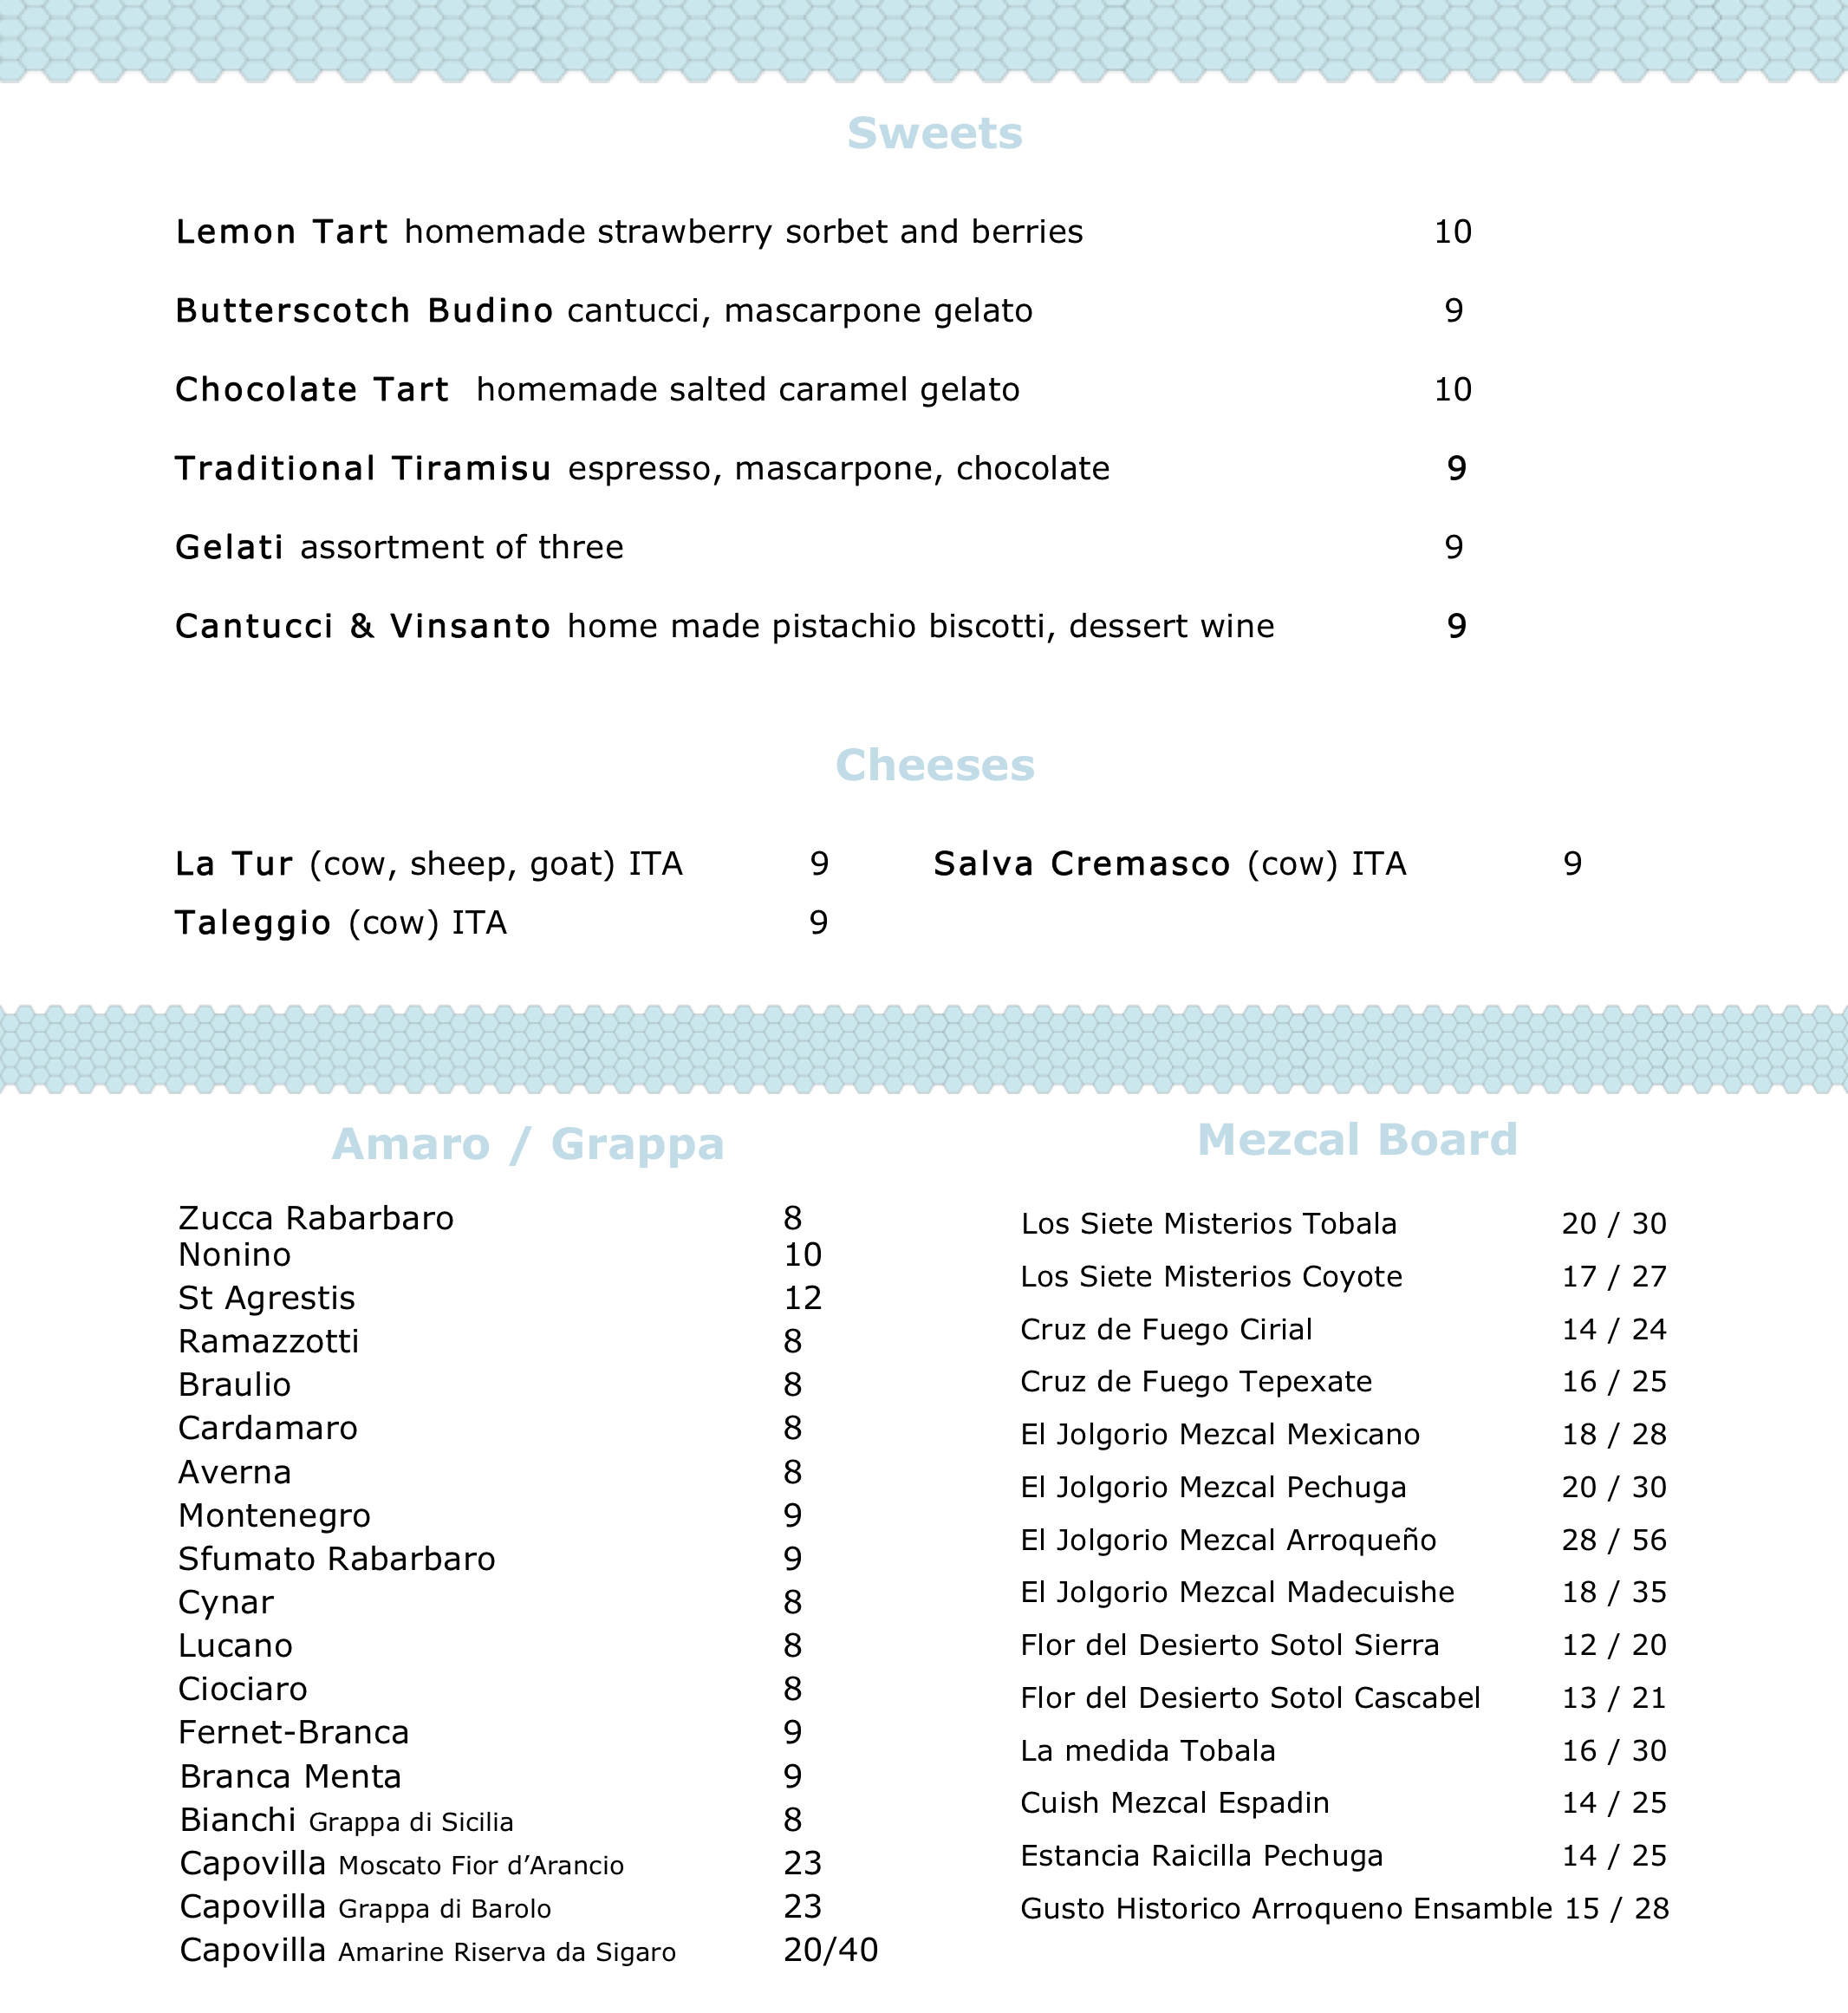 Sweets
Lemon Tart homemade strawberry sorbet and berries 10
Butterscotch Budino cantucci, mascarpone gelato 9
Chocolate Tart homemade salted caramel gelato 10
Traditional Tiramisu espresso, mascarpone, chocolate 9
Gelati assortment of three 9
Cantucci & Vinsanto home made pistachio biscotti, dessert wine 9
Cheeses
La Tur (cow, sheep, goat) ITA 9 Salva Cremasco (cow) ITA 9
Taleggio (cow) ITA 9
Amaro / Grappa
Zucca Rabarbaro 8
Nonino 10
St Agrestis 12
Ramazzotti 8
Braulio 8
Cardamaro 8
Averna 8
Montenegro 9
Sfumato Rabarbaro 9
Cynar 8
Lucano 8
Ciociaro 8
Fernet-Branca 9
Branca Menta 9
Bianchi Grappa di Sicilia 8
Capovilla Moscato Fior d’Arancio 23
Capovilla Grappa di Barolo 23
Capovilla Amarine Riserva da Sigaro 20/40
Mezcal Board
Los Siete Misterios Tobala 20 / 30
Los Siete Misterios Coyote 17 / 27
Cruz de Fuego Cirial 14 / 24
Cruz de Fuego Tepexate 16 / 25
El Jolgorio Mezcal Mexicano 18 / 28
El Jolgorio Mezcal Pechuga 20 / 30
El Jolgorio Mezcal Arroqueño 28 / 56
El Jolgorio Mezcal Madecuishe 18 / 35
Flor del Desierto Sotol Sierra 12 / 20
Flor del Desierto Sotol Cascabel 13 / 21
La medida Tobala 16 / 30
Cuish Mezcal Espadin 14 / 25
Estancia Raicilla Pechuga 14 / 25
Gusto Historico Arroqueno Ensamble 15 / 28